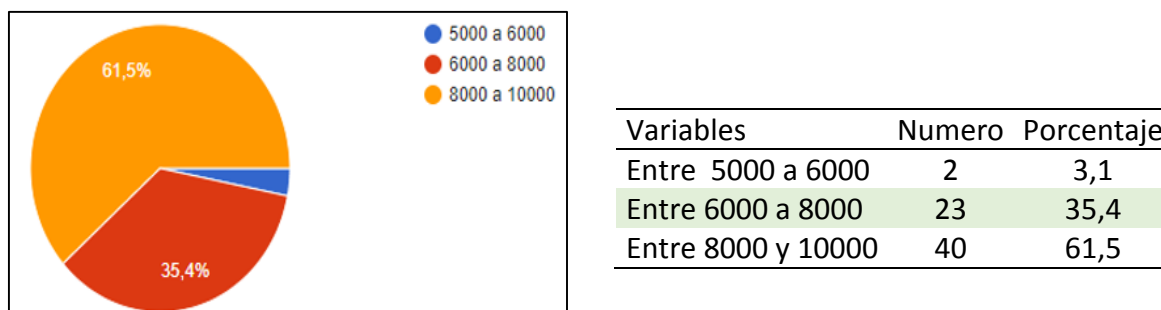 61,5%
35,4%
5000 a 6000
6000 a 8000
8000 a 10000
Variables Numero Porcentaje
Entre 5000 a 6000 2 3,1
Entre 6000 a 8000 23 35,4
Entre 8000 y 10000 40 61,5